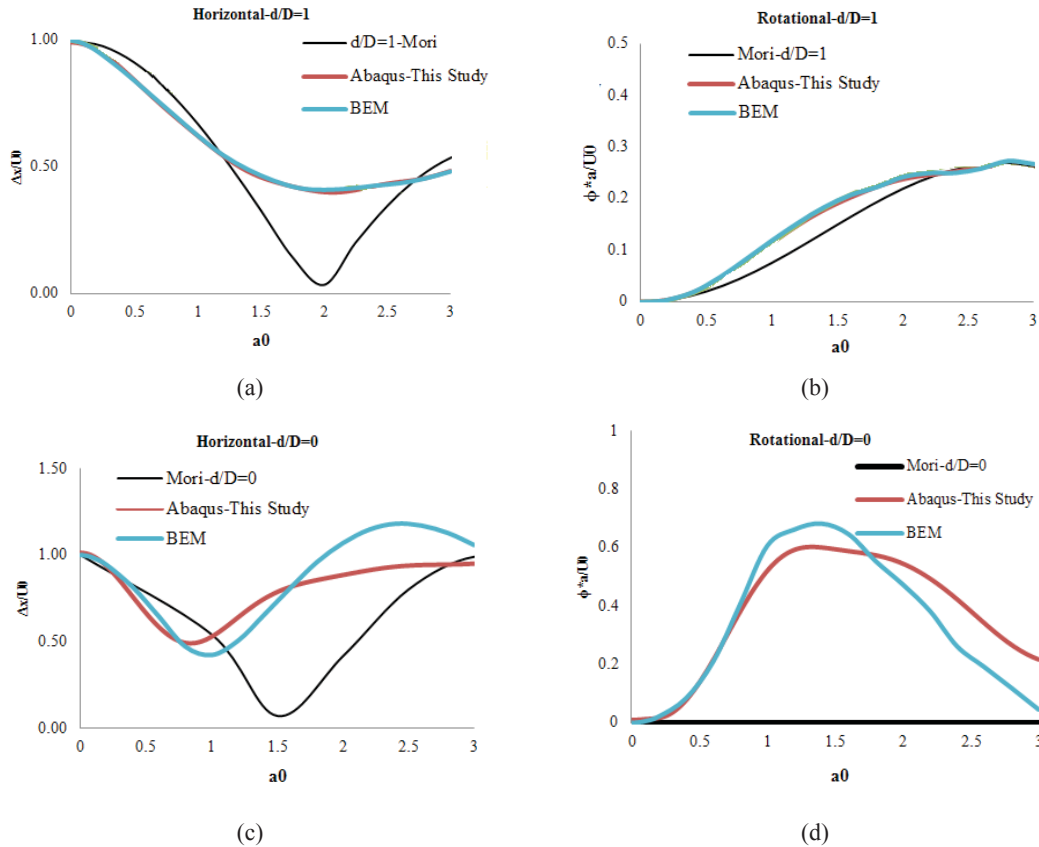 Horizontal-d/D=1
1.00
0.50
0.00
Δx/U0
d/D=1-Mori
Abaqus-This Study
BEM
0 0.5 1 1.5 2 2.5 3
a0
(a)
Rotational-d/D=1
0.5
0.4
0.3
0.2
0.1
0
ϕ*a/U0
Mori-d/D=1
Abaqus-This Study
BEM
0 0.5 1 1.5 2 2.5 3
a0
(b)
Horizontal-d/D=0
1.50
1.00
0.50
0.00
Δx/U0
Mori-d/D=0
Abaqus-This Study
BEM
0 0.5 1 1.5 2 2.5 3
a0
(c)
Rotational-d/D=0
1
0.8
0.6
0.4
0.2
0
ϕ*a/U0
Mori-d/D=0
Abaqus-This Study
BEM
0 0.5 1 1.5 2 2.5 3
a0
(d)